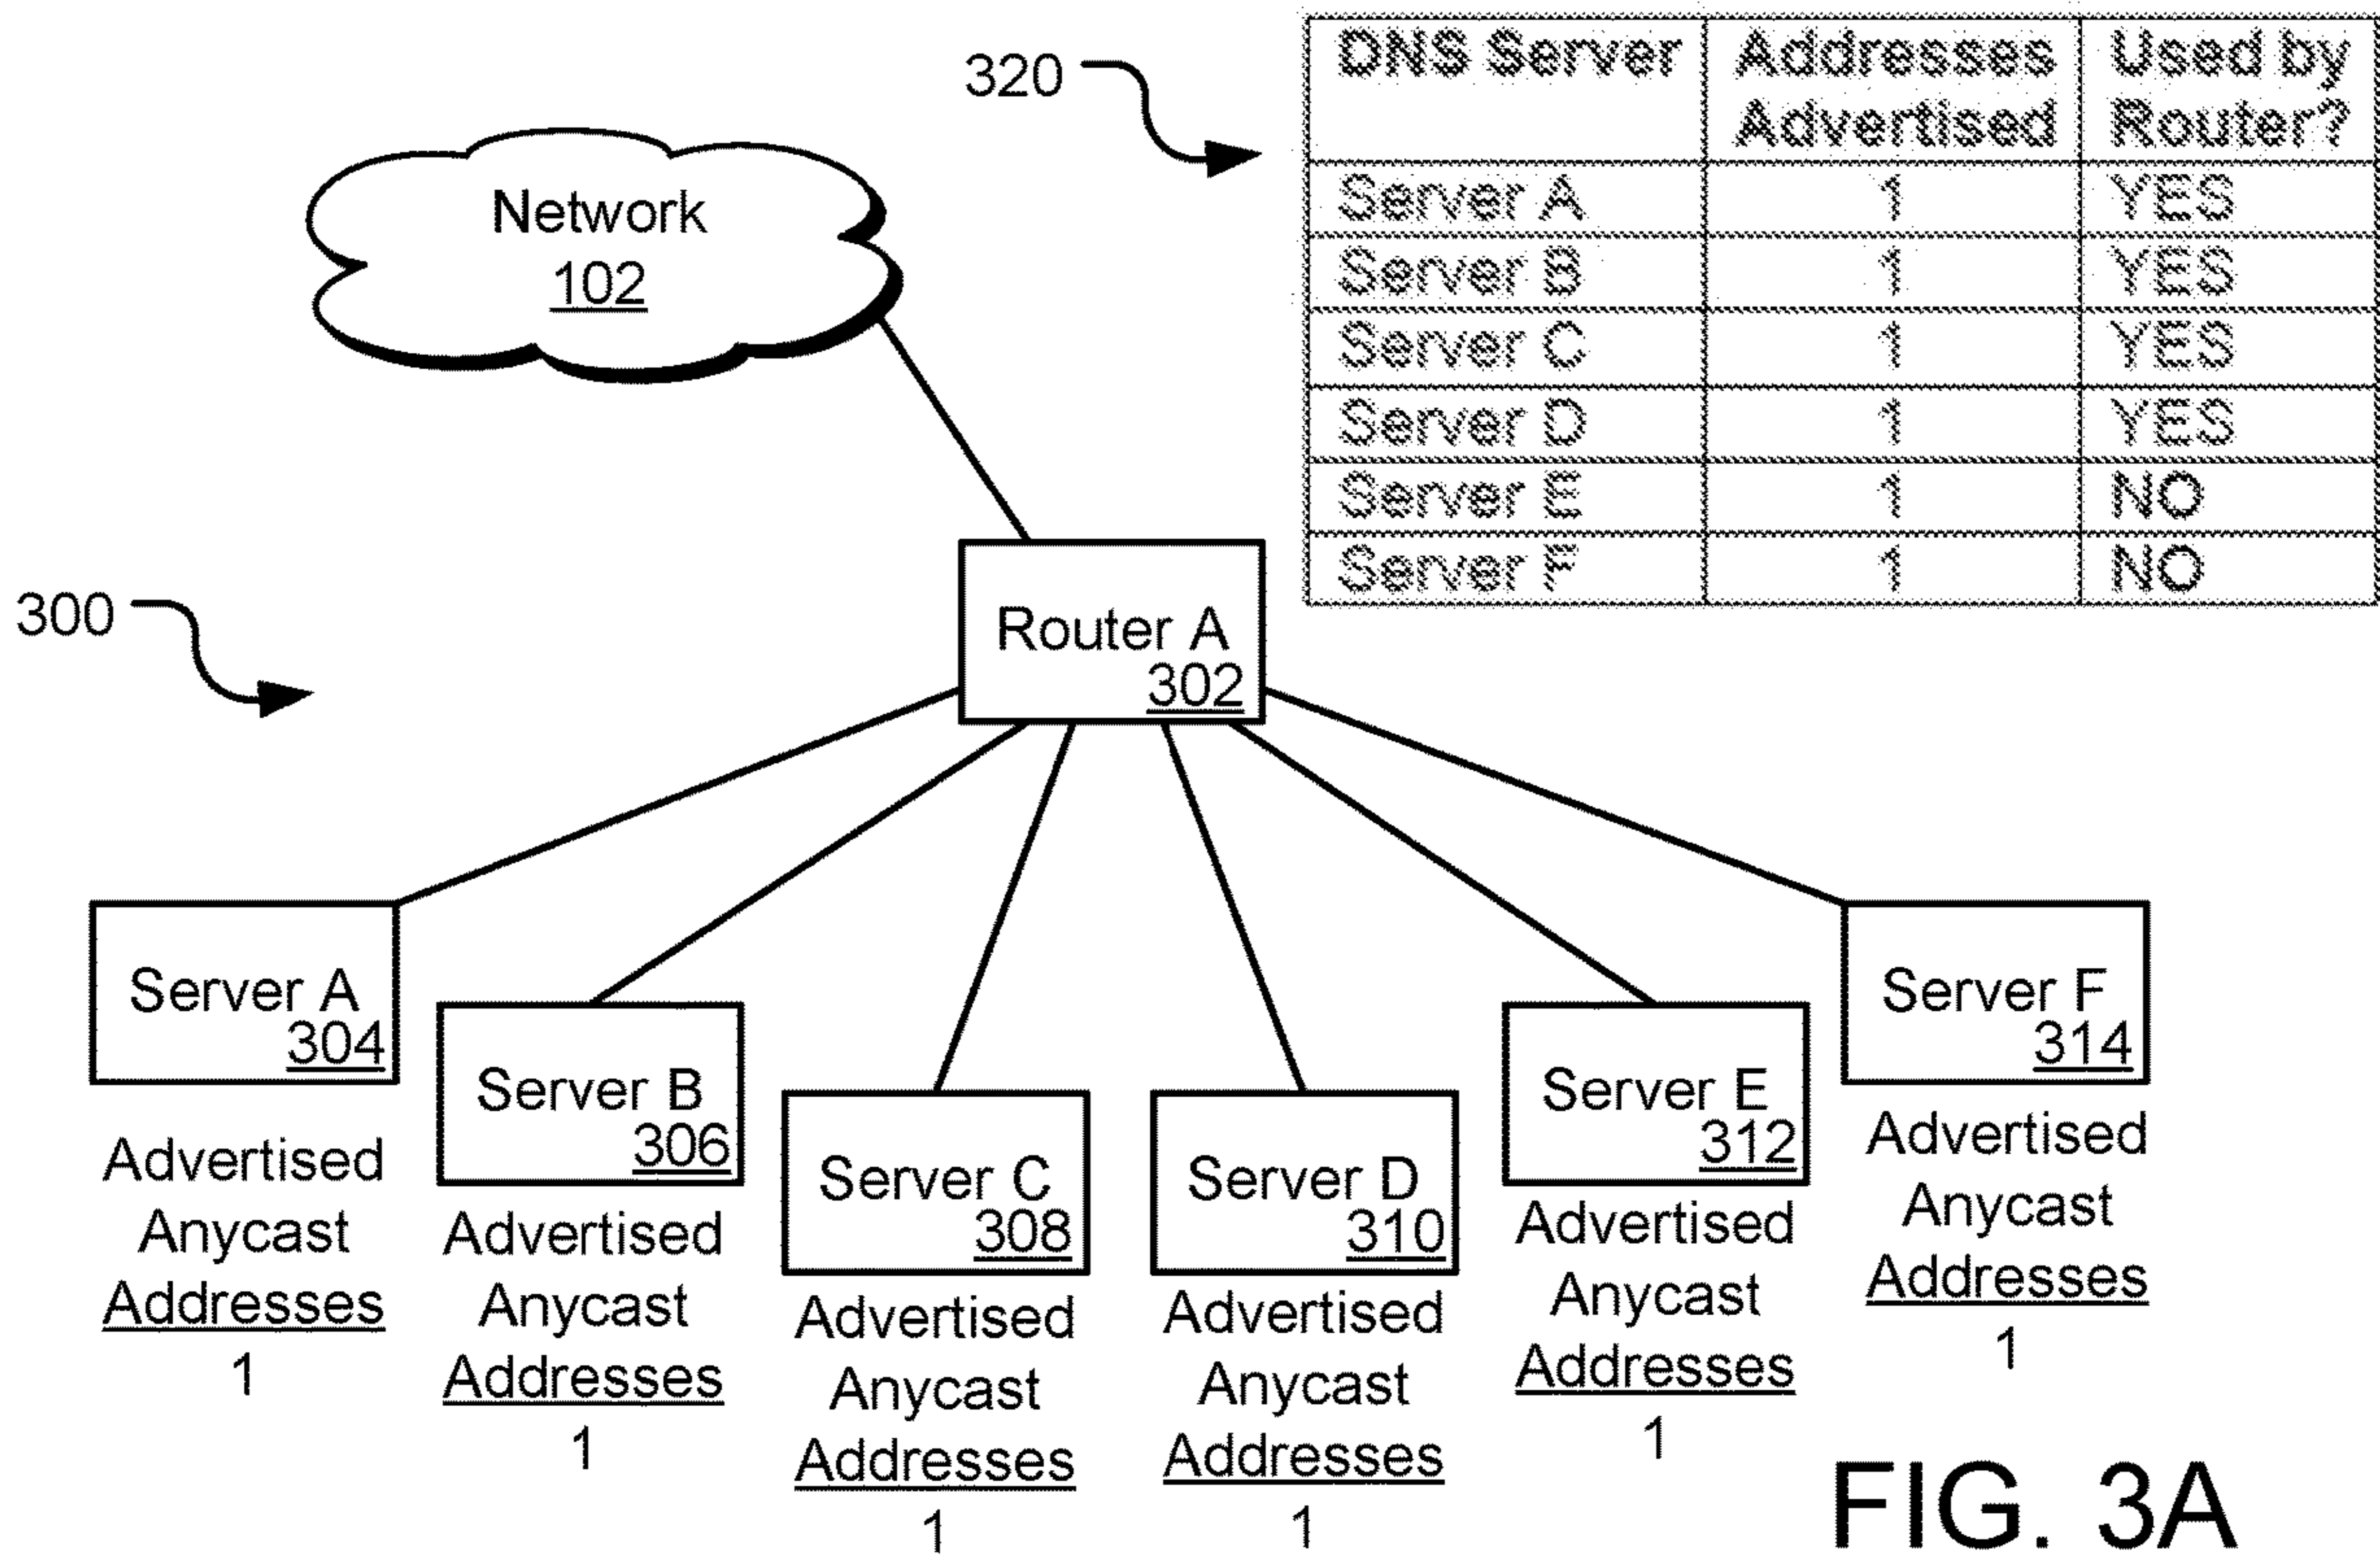 320
DNS Server Addresses Advertised Used by Router?
Server A 1 YES
Server B 1 YES
Server C 1 YES
Server D 1 YES
Server E 1 NO
Server F 1 NO
Network
102
300
Router A
302
Server A
304
Advertised
Anycast
Addresses
1
Server B
306
Advertised
Anycast
Addresses
1
Server C
308
Advertised
Anycast
Addresses
1
Server D
310
Advertised
Anycast
Addresses
1
Server E
312
Advertised
Anycast
Addresses
1
Server F
314
Advertised
Anycast
Addresses
1
FIG. 3A